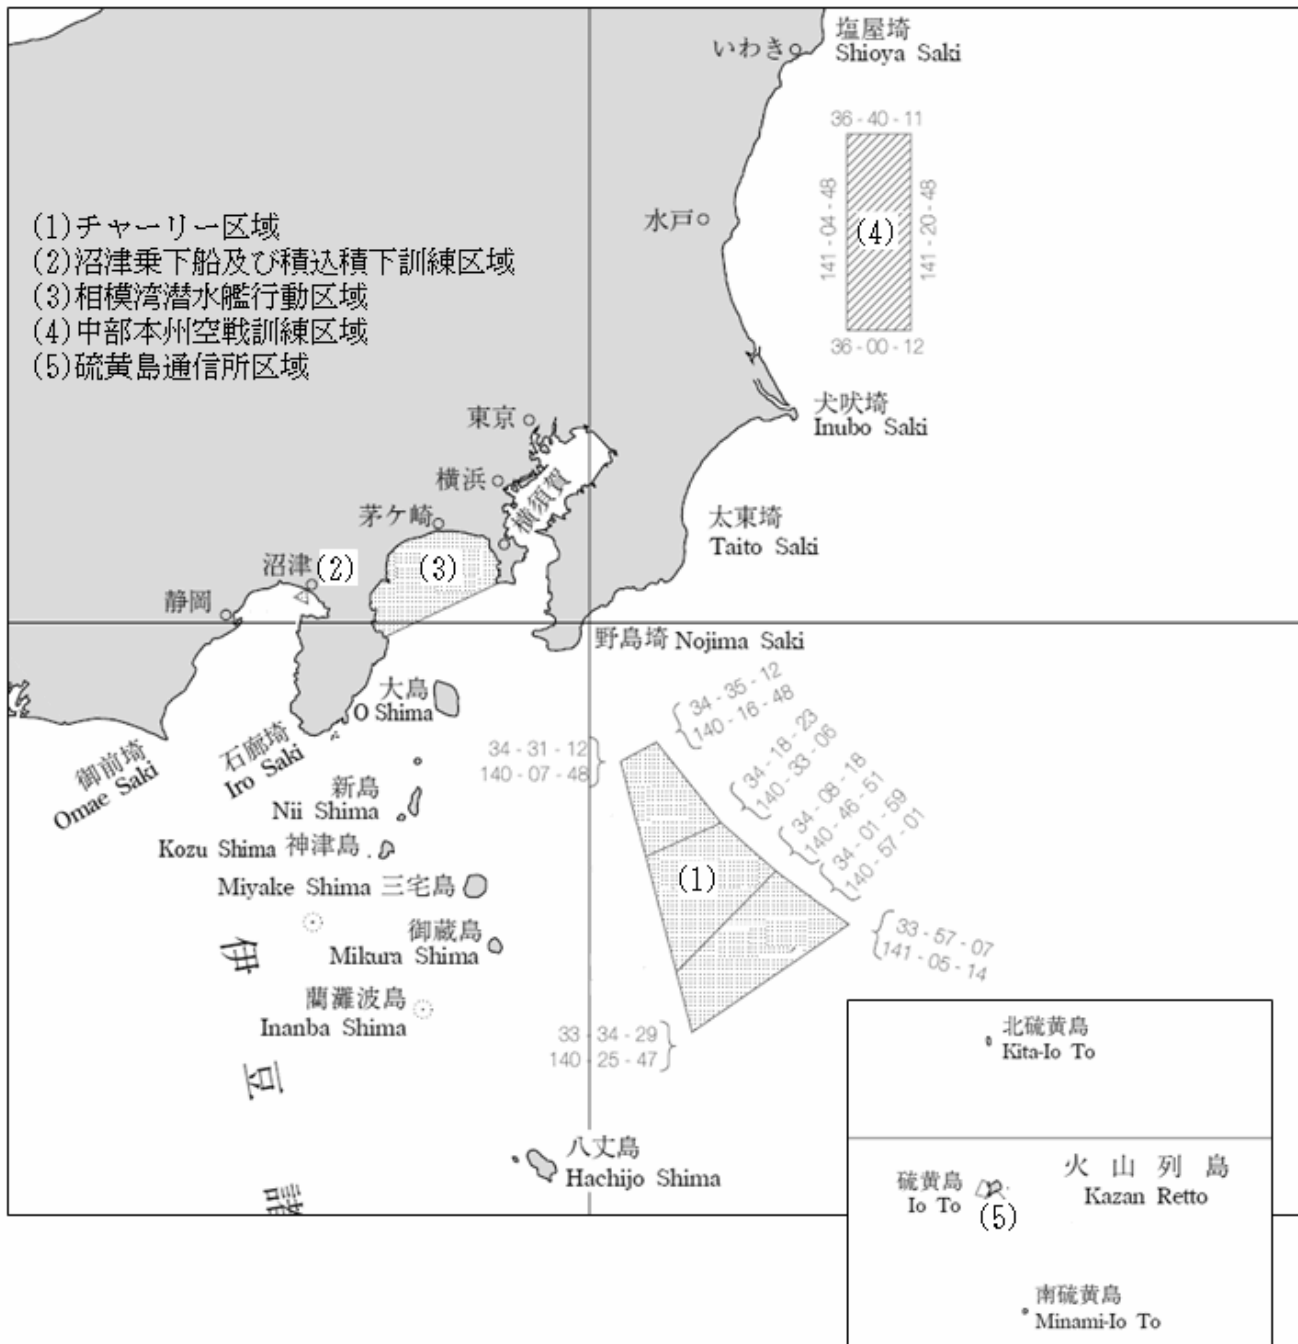 いわき
塩屋埼
Shioya Saki
36 - 40 - 11
141 - 04 - 48
(4)
141 - 20 - 48
36 - 00 - 12
水戸
(1)チャーリー区域
(2)沼津乗下船及び積込積下訓練区域
(3)相模湾潜水艦行動区域
(4)中部本州空戦訓練区域
(5)硫黄島通信所区域
犬吠埼
Inubo Saki
東京
横浜
横須賀
茅ケ崎
太東埼
Taito Saki
沼津
(2)
(3)
静岡
野島埼 Nojima Saki
大島
O Shima
34 - 35 - 12
140 - 16 - 48
34 - 31 - 12
140 - 07 - 48
34 - 18 - 23
140 - 33 - 06
34 - 08 - 18
140 - 46 - 51
34 - 01 - 59
140 - 57 - 01
33 - 57 - 07
141 - 05 - 14
御前埼
Omae Saki
石廊埼
Iro Saki
新島
Nii Shima
Kozu Shima 神津島
Miyake Shima 三宅島
(1)
御蔵島
Mikura Shima
藺灘波島
Inanba Shima
33 - 34 - 29
140 - 25 - 47
伊
豆
諸
八丈島
Hachijo Shima
北硫黄島
Kita-Io To
硫黄島
Io To
(5)
火山列島
Kazan Retto
南硫黄島
Minami-Io To